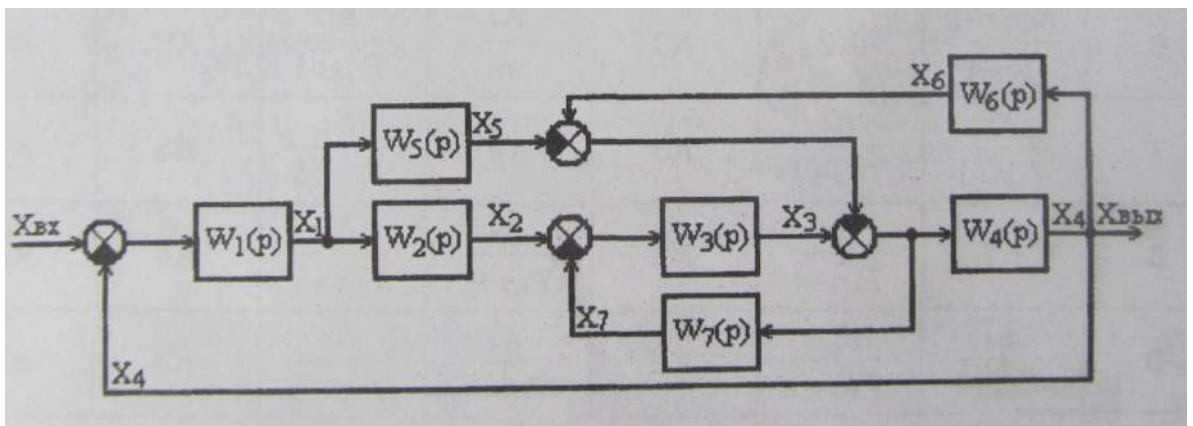 X6 W6(p)
W5(p) X5
Xвх W1(p) X1 W2(p) X2 W3(p) X3 W4(p) X4 Xвых
X7 W7(p)
X4